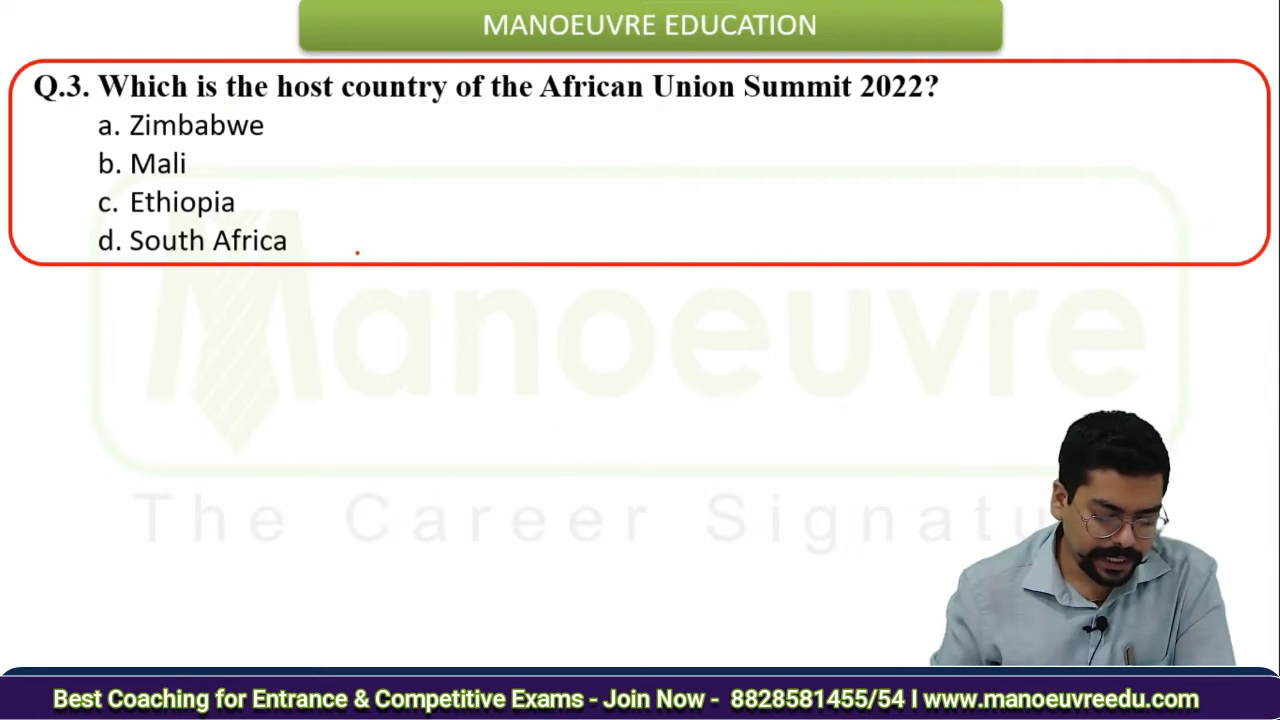 MANOEUVRE EDUCATION
Q.3. Which is the host country of the African Union Summit 2022?
a. Zimbabwe
b. Mali
c. Ethiopia
d. South Africa
Manoeuvre
The Career Signatu
Best Coaching for Entrance & Competitive Exams - Join Now - 8828581455/54 I www.manoeuvreedu.com